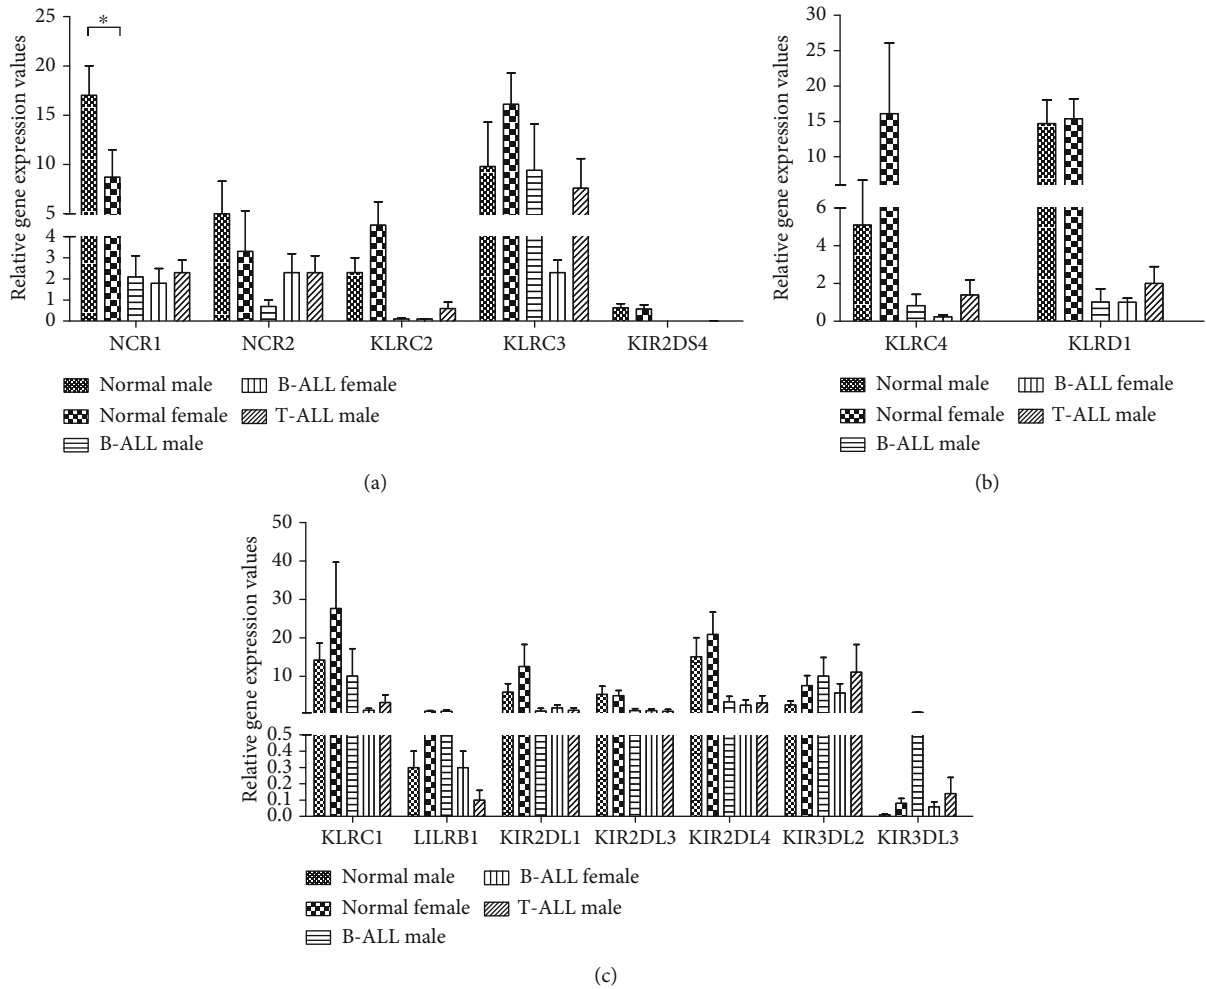 Relative gene expression values
25
20
15
10
5
4
3
2
1
0
*
NCR1 NCR2 KLRC2 KLRC3 KIR2DS4
Normal male B-ALL female
Normal female T-ALL male
B-ALL male
(a)
Relative gene expression values
30
25
20
15
10
6
4
2
0
KLRC4 KLRD1
Normal male B-ALL female
Normal female T-ALL male
B-ALL male
(b)
Relative gene expression values
50
40
30
20
10
0.5
0.4
0.3
0.2
0.1
0.0
KLRC1 LILRB1 KIR2DL1 KIR2DL3 KIR2DL4 KIR3DL2 KIR3DL3
Normal male B-ALL female
Normal female T-ALL male
B-ALL male
(c)